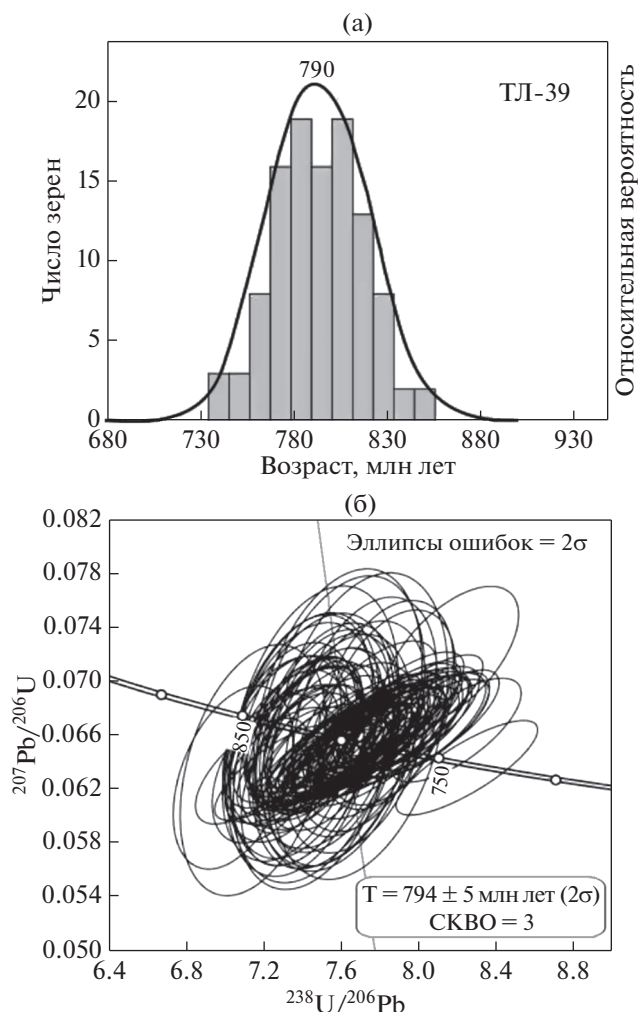 (а)
790
ТЛ-39
20
15
10
5
0
Число зерен
Относительная вероятность
680 730 780 830 880 930
Возраст, млн лет
(б)
0.082
0.078
0.074
0.070
0.066
0.062
0.058
0.054
0.050
Эллипсы ошибок = 2σ
²⁰⁷Pb/²⁰⁶U
850
750
T = 794 ± 5 млн лет (2σ)
СКВО = 3
6.4 6.8 7.2 7.6 8.0 8.4 8.8
²³⁸U/²⁰⁶Pb